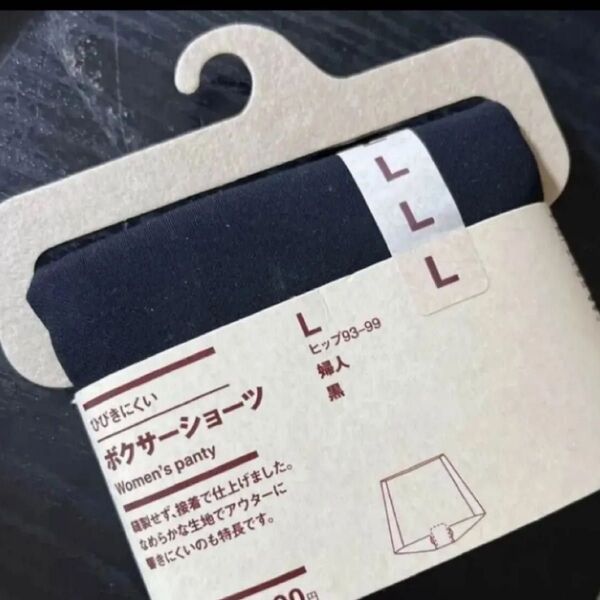 L
L
L
L
ヒップ93-99
婦人
黒
ひびきにくい
ボクサーショーツ
Women's panty
縫製せず、接着で仕上げました。
なめらかな生地でアウターに
響きにくいのも特長です。
90円